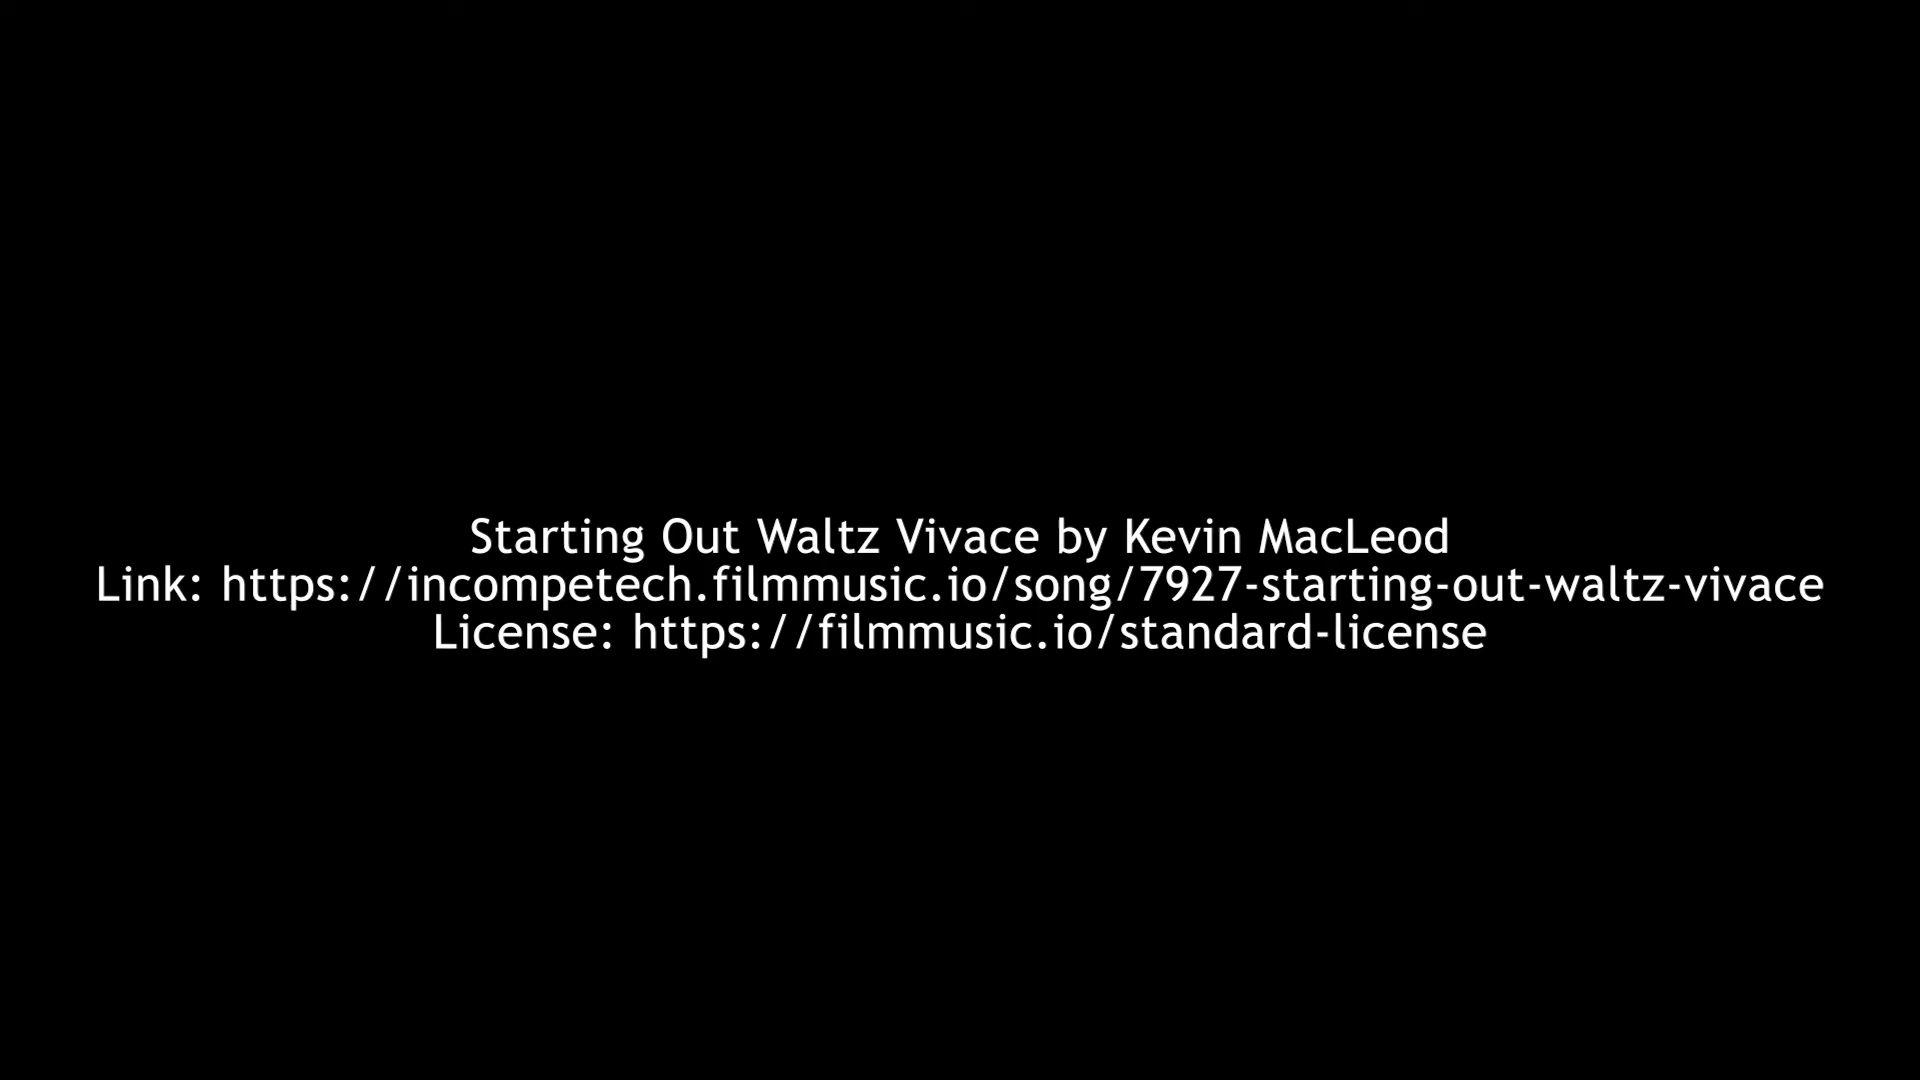 Starting Out Waltz Vivace by Kevin MacLeod
Link: https://incompetech.filmmusic.io/song/7927-starting-out-waltz-vivace
License: https://filmmusic.io/standard-license